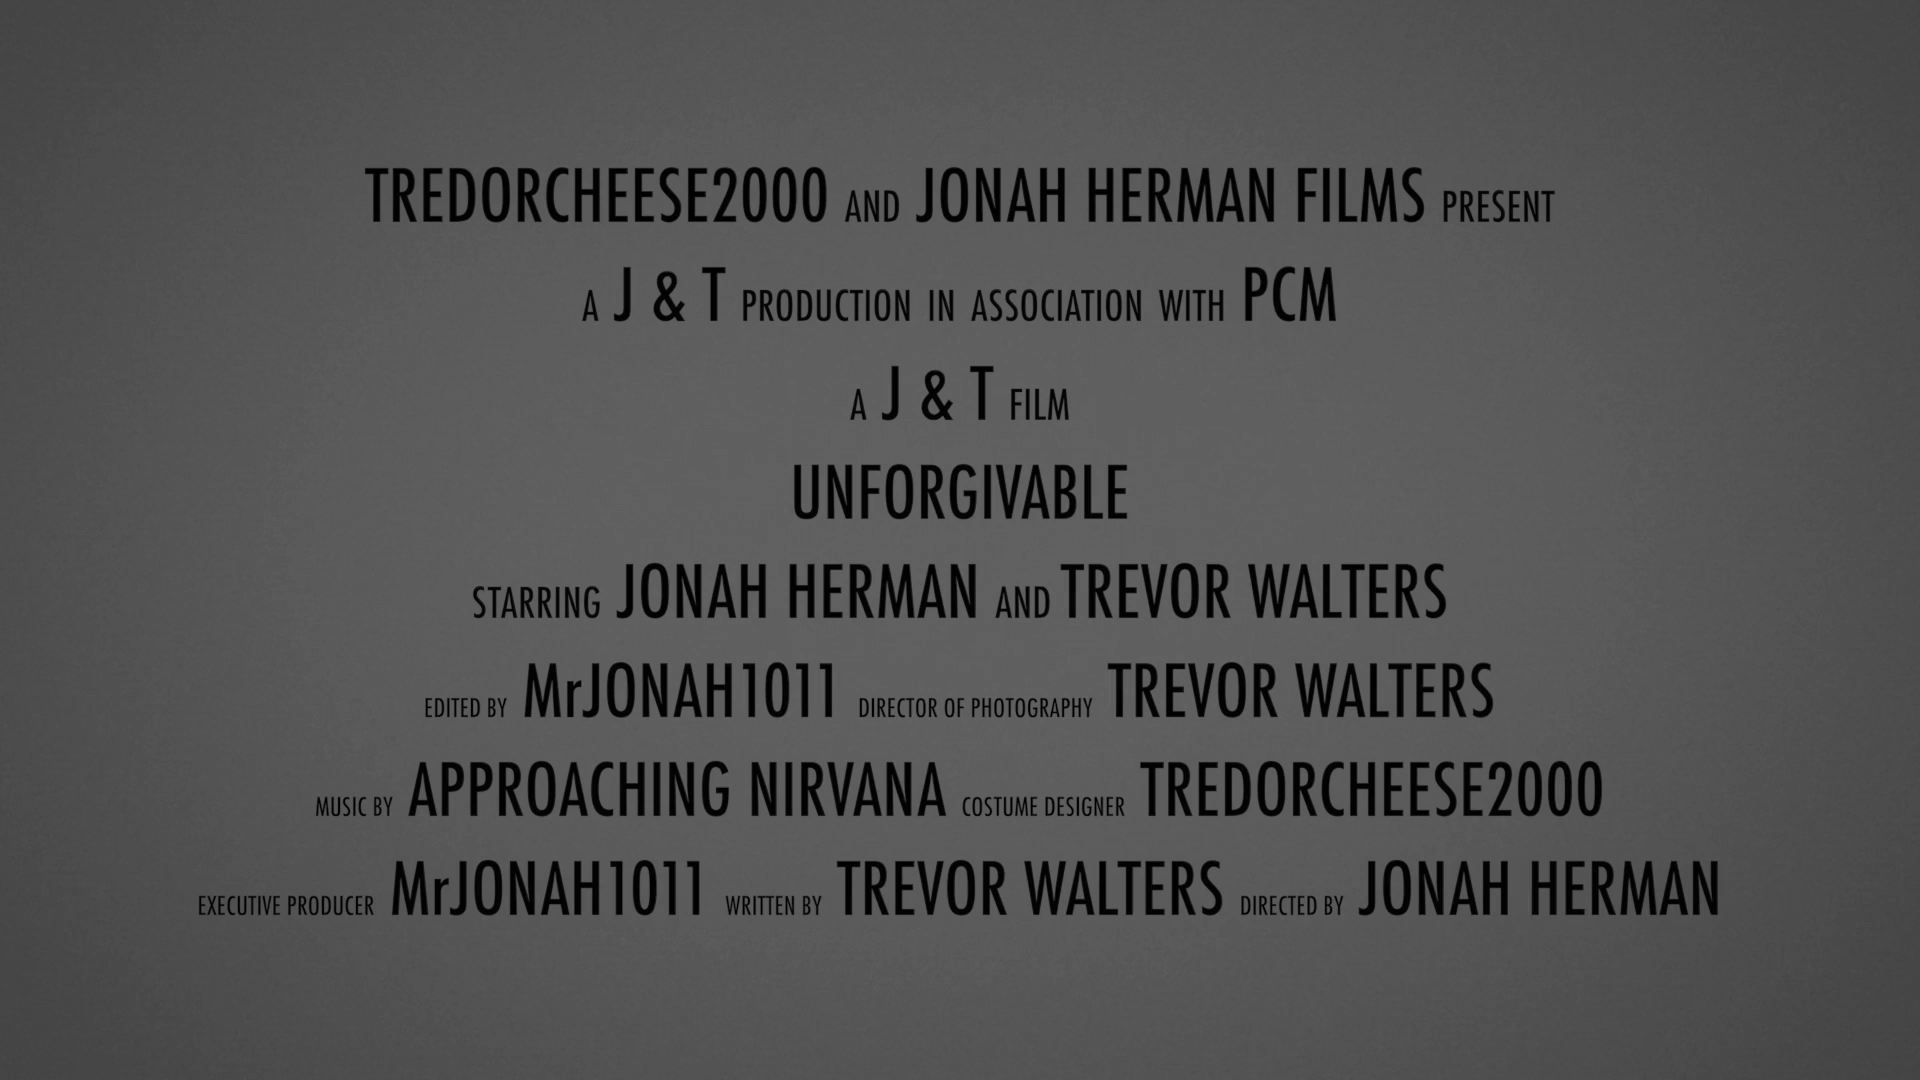 TREDORCHEESE2000 AND JONAH HERMAN FILMS PRESENT
A J & T PRODUCTION IN ASSOCIATION WITH PCM
A J & T FILM
UNFORGIVABLE
STARRING JONAH HERMAN AND TREVOR WALTERS
EDITED BY MrJONAH1011 DIRECTOR OF PHOTOGRAPHY TREVOR WALTERS
MUSIC BY APPROACHING NIRVANA COSTUME DESIGNER TREDORCHEESE2000
EXECUTIVE PRODUCER MrJONAH1011 WRITTEN BY TREVOR WALTERS DIRECTED BY JONAH HERMAN